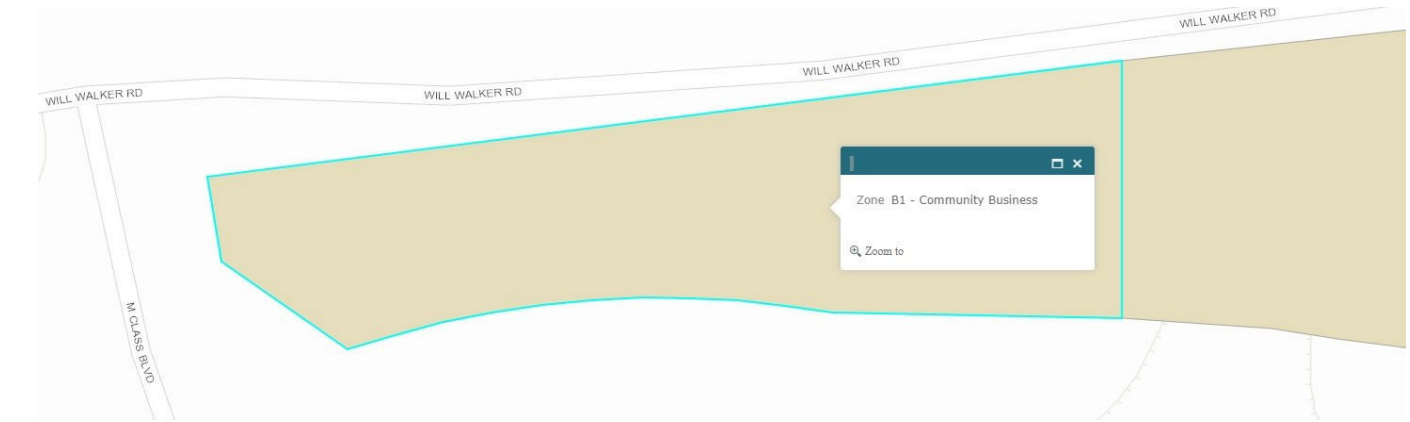 WILL WALKER RD
WILL WALKER RD
WILL WALKER RD
WILL WALKER RD
M CLASS BLVD
Zone B1 - Community Business
Zoom to